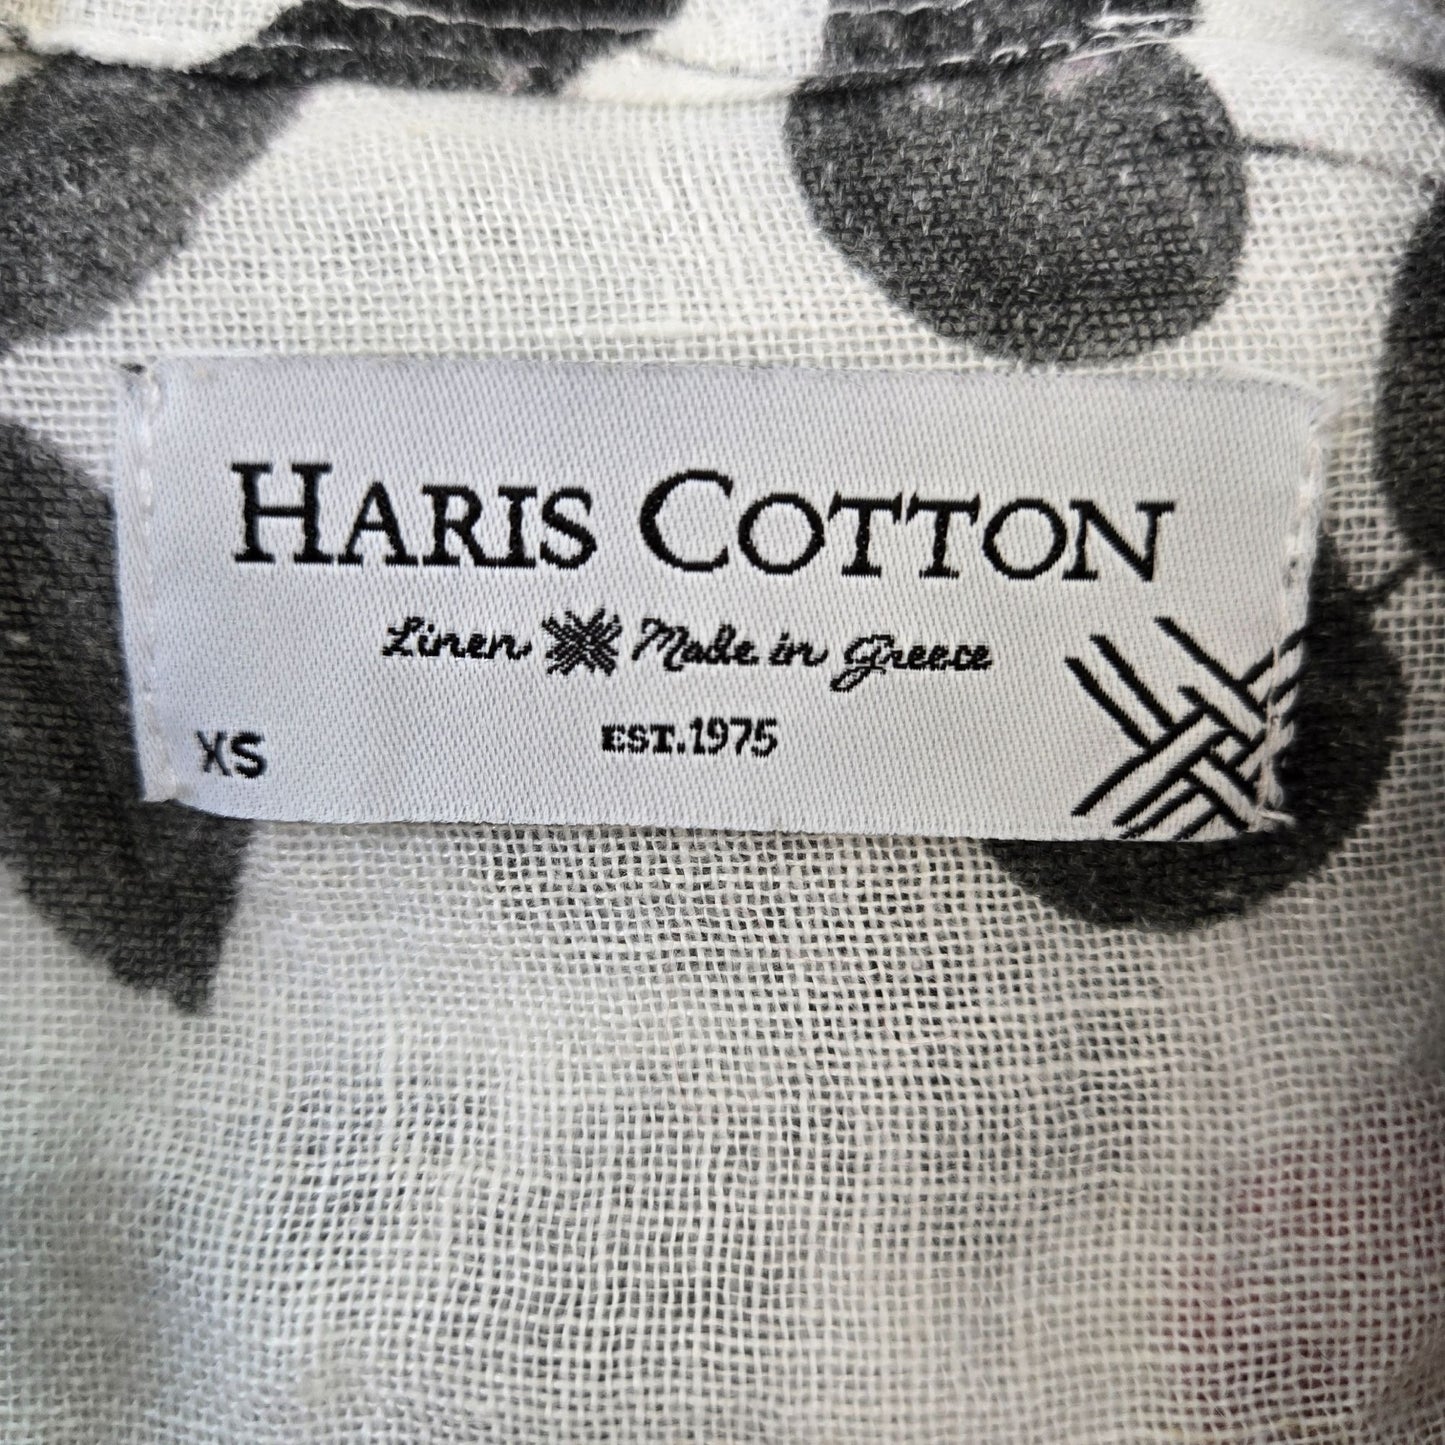 HARIS COTTON
Linen Made in Greece
EST.1975
XS